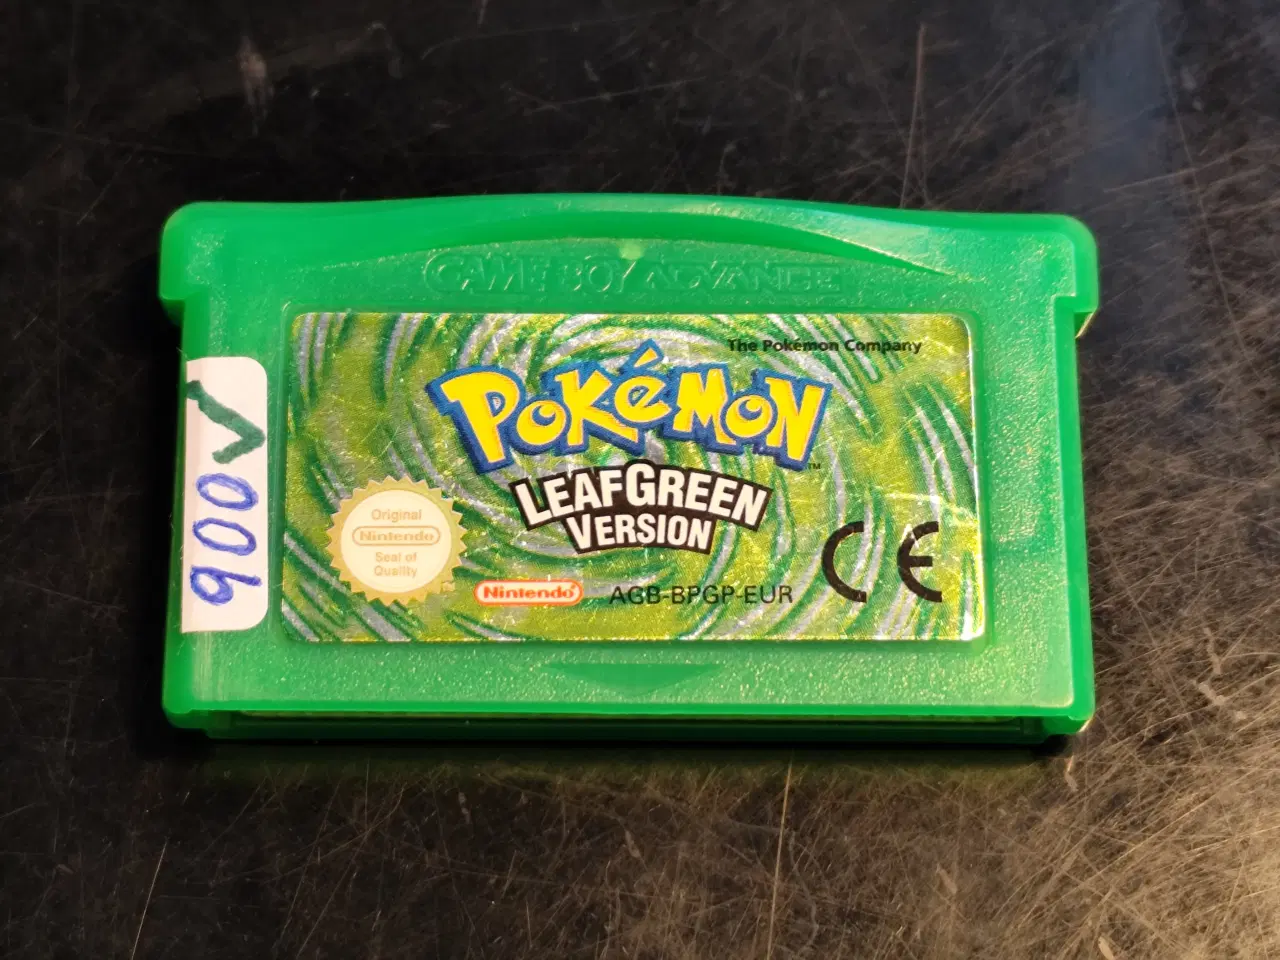 GAME BOY ADVANCE
The Pokémon Company
POKéMON
TM
LEAFGREEN
VERSION
Original
Nintendo
Seal of
Quality
Nintendo
AGB-BPGP-EUR
CE
900